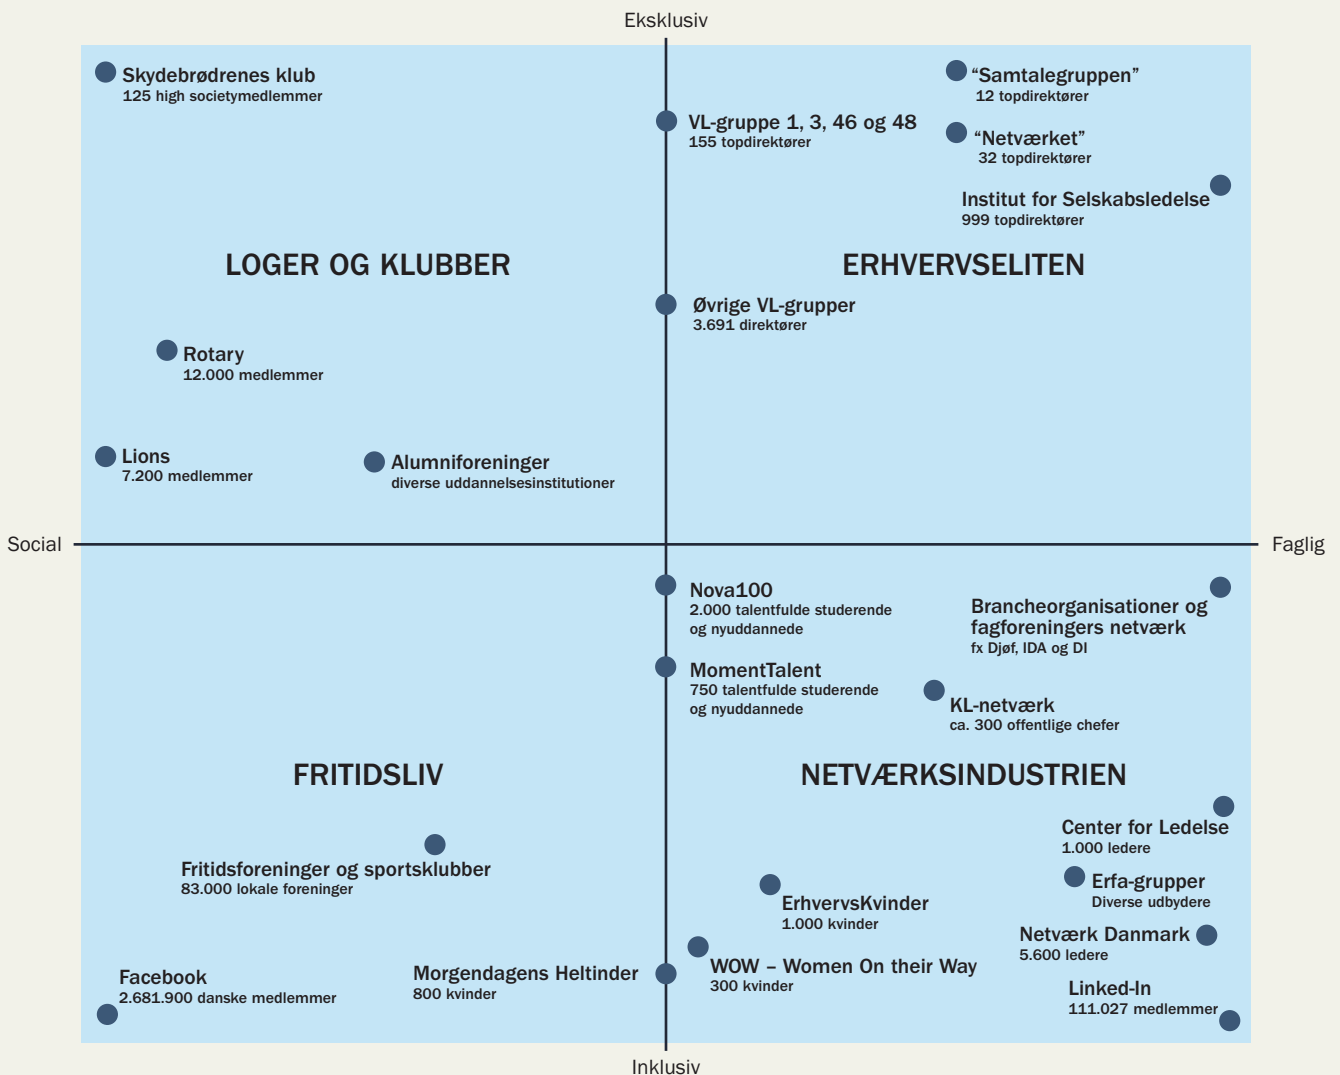 Eksklusiv
Skydebrødrenes klub
125 high societymedlemmer
“Samtalegruppen”
12 topdirektører
VL-gruppe 1, 3, 46 og 48
155 topdirektører
“Netværket”
32 topdirektører
Institut for Selskabsledelse
999 topdirektører
LOGER OG KLUBBER
ERHVERVSELITEN
Øvrige VL-grupper
3.691 direktører
Rotary
12.000 medlemmer
Lions
7.200 medlemmer
Alumniforeninger
diverse uddannelsesinstitutioner
Social
Faglig
Nova100
2.000 talentfulde studerende
og nyuddannede
Brancheorganisationer og
fagforeningers netværk
fx Djøf, IDA og DI
MomentTalent
750 talentfulde studerende
og nyuddannede
KL-netværk
ca. 300 offentlige chefer
FRITIDSLIV
NETVÆRKSINDUSTRIEN
Center for Ledelse
1.000 ledere
Fritidsforeninger og sportsklubber
83.000 lokale foreninger
Erfa-grupper
Diverse udbydere
ErhvervsKvinder
1.000 kvinder
Netværk Danmark
5.600 ledere
WOW – Women On their Way
300 kvinder
Morgendagens Heltinder
800 kvinder
Facebook
2.681.900 danske medlemmer
Linked-In
111.027 medlemmer
Inklusiv